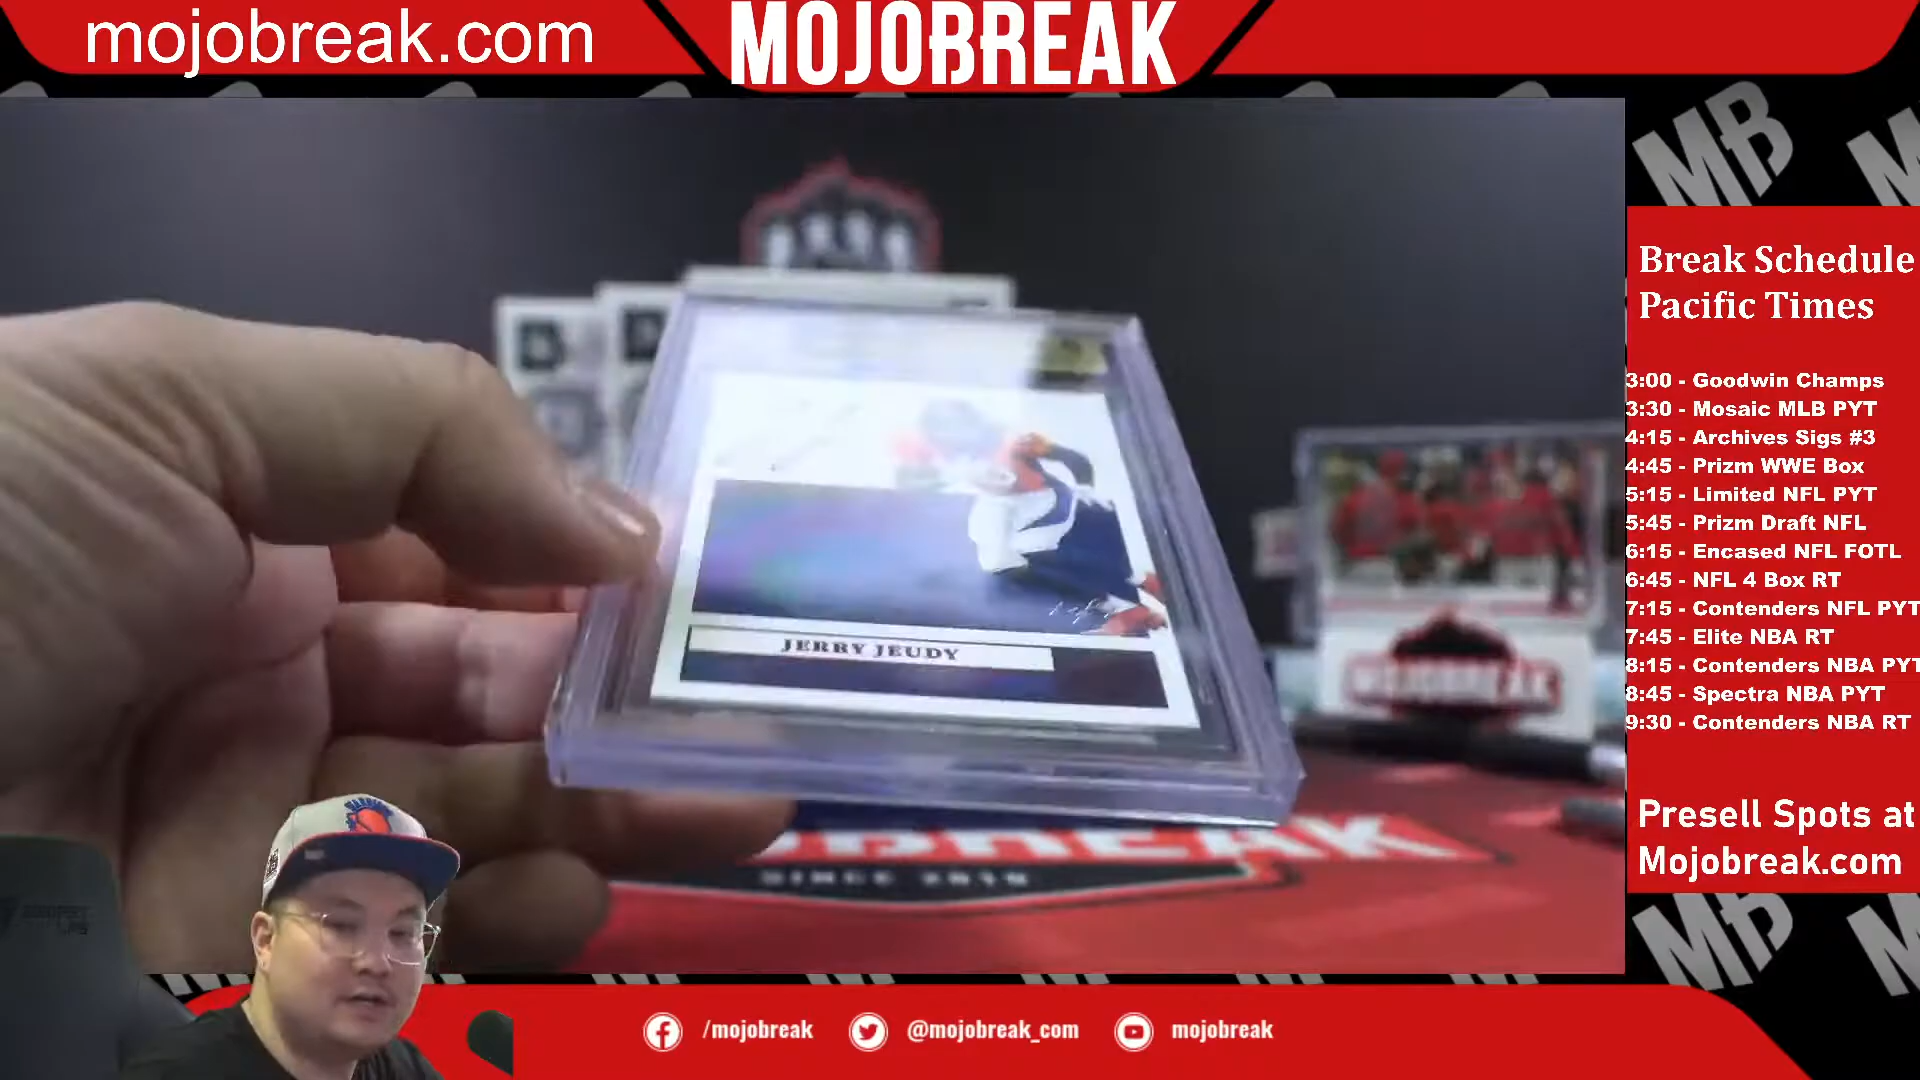 mojobreak.com
MOJOBREAK
Break Schedule
Pacific Times
3:00 - Goodwin Champs
3:30 - Mosaic MLB PYT
4:15 - Archives Sigs #3
4:45 - Prizm WWE Box
5:15 - Limited NFL PYT
5:45 - Prizm Draft NFL
6:15 - Encased NFL FOTL
6:45 - NFL 4 Box RT
7:15 - Contenders NFL PYT
7:45 - Elite NBA RT
8:15 - Contenders NBA PYT
8:45 - Spectra NBA PYT
9:30 - Contenders NBA RT
Presell Spots at
Mojobreak.com
JERRY JEUDY
MOJOBREAK
MB
MB
/mojobreak
@mojobreak_com
mojobreak